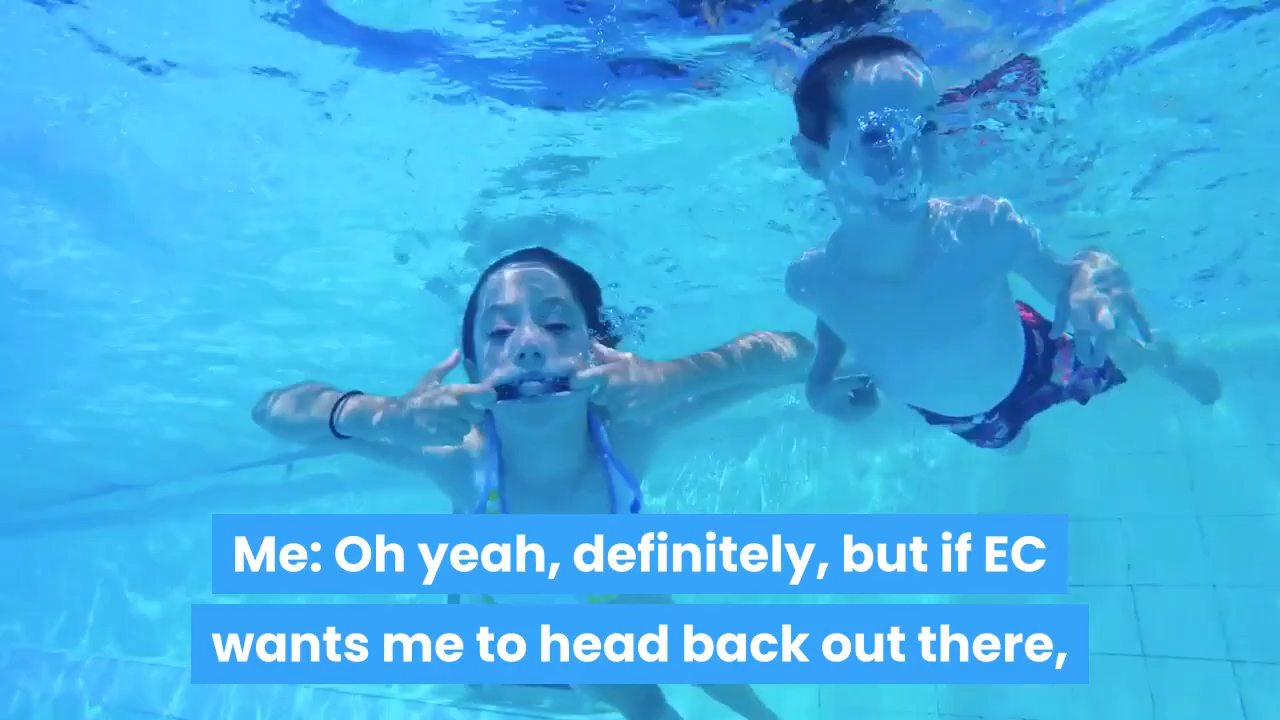 Me: Oh yeah, definitely, but if EC
wants me to head back out there,